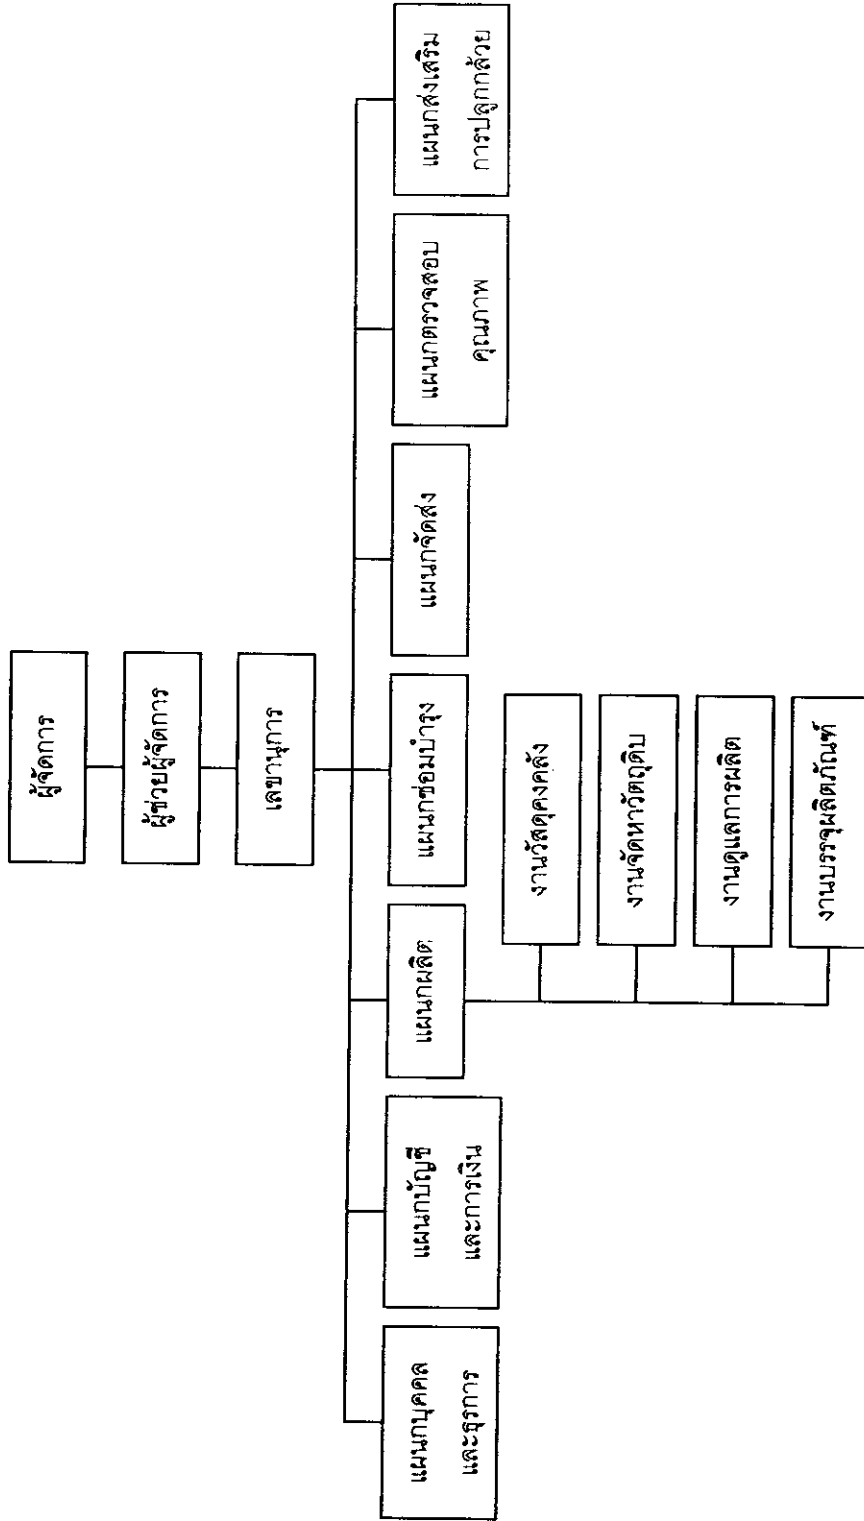 ผู้จัดการ
ผู้ช่วยผู้จัดการ
เลขานุการ
แผนกบุคคล
และธุรการ
แผนกบัญชี
และการเงิน
แผนกผลิต
แผนกซ่อมบำรุง
แผนกจัดส่ง
แผนกตรวจสอบ
คุณภาพ
แผนกส่งเสริม
การปลูกกล้วย
งานวัสดุคงคลัง
งานจัดหาวัตถุดิบ
งานดูแลการผลิต
งานบรรจุผลิตภัณฑ์